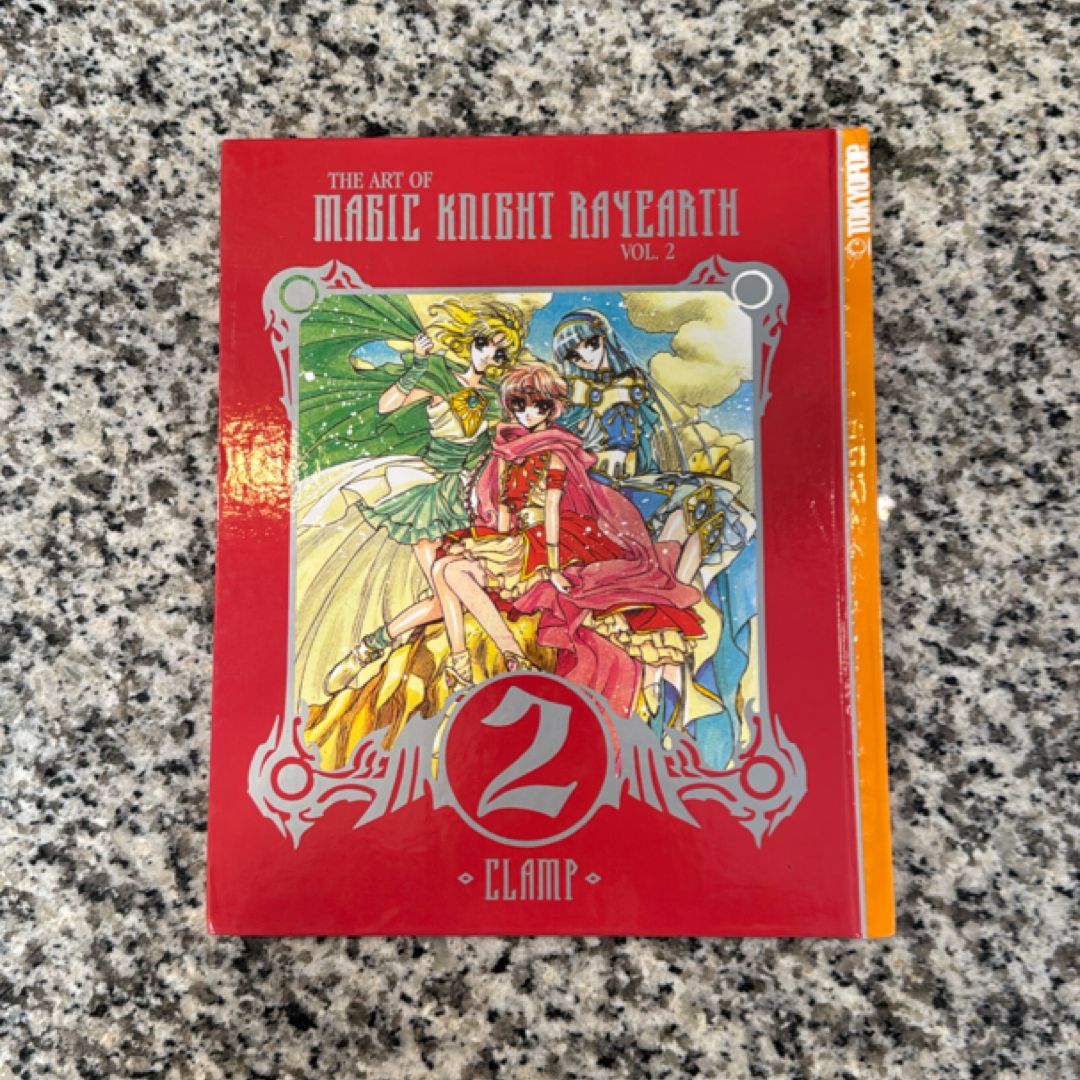 THE ART OF
MAGIC KNIGHT RAYEARTH
VOL. 2
TOKYOPOP
2
CLAMP